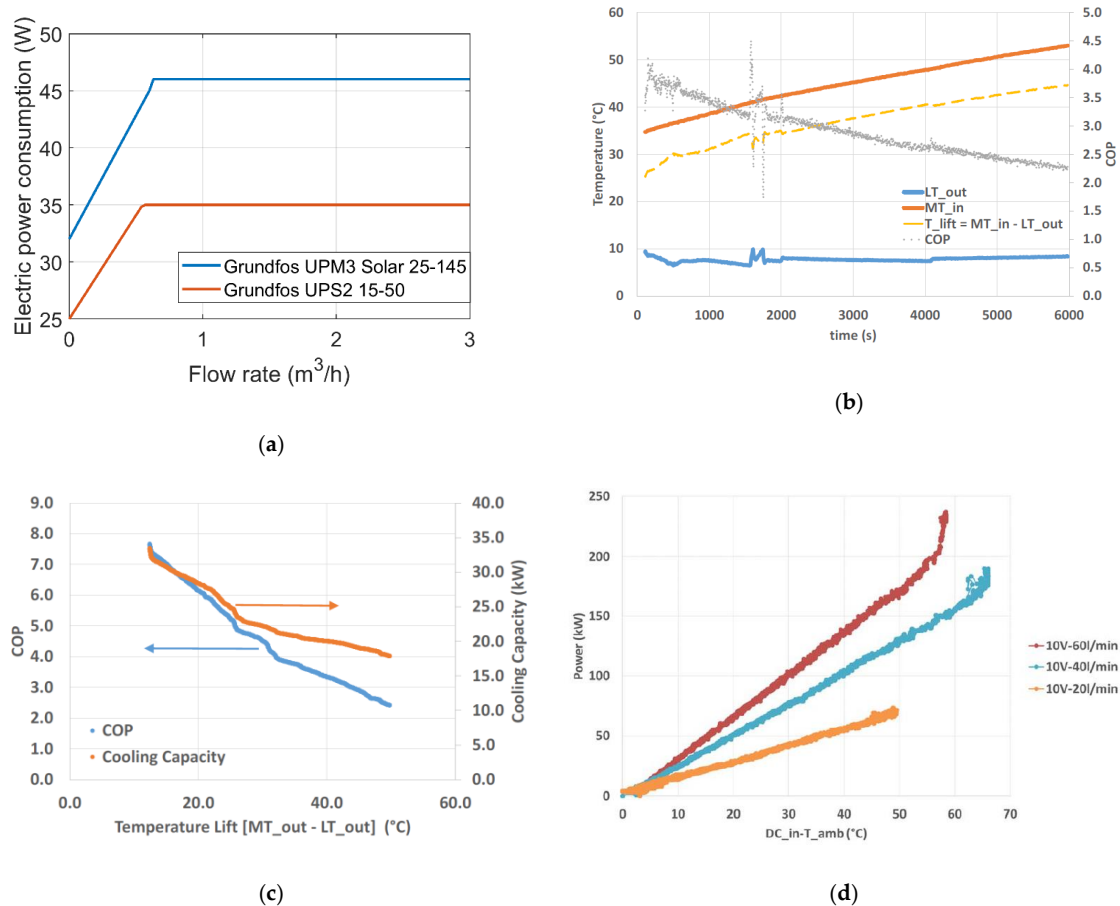 50
45
40
35
30
25
Electric power consumption (W)
Grundfos UPM3 Solar 25-145
Grundfos UPS2 15-50
0
1
2
3
Flow rate (m³/h)
(a)
60
50
40
30
20
10
0
Temperature (°C)
5.0
4.5
4.0
3.5
3.0
2.5
2.0
1.5
1.0
0.5
0.0
COP
LT_out
MT_in
T_lift = MT_in - LT_out
COP
0
1000
2000
3000
4000
5000
6000
time (s)
(b)
9.0
8.0
7.0
6.0
5.0
4.0
3.0
2.0
1.0
0.0
COP
40.0
35.0
30.0
25.0
20.0
15.0
10.0
5.0
0.0
Cooling Capacity (kW)
COP
Cooling Capacity
0.0
20.0
40.0
60.0
Temperature Lift [MT_out - LT_out] (°C)
(c)
250
200
150
100
50
0
Power (kW)
10V-60l/min
10V-40l/min
10V-20l/min
0
10
20
30
40
50
60
70
DC_in-T_amb (°C)
(d)